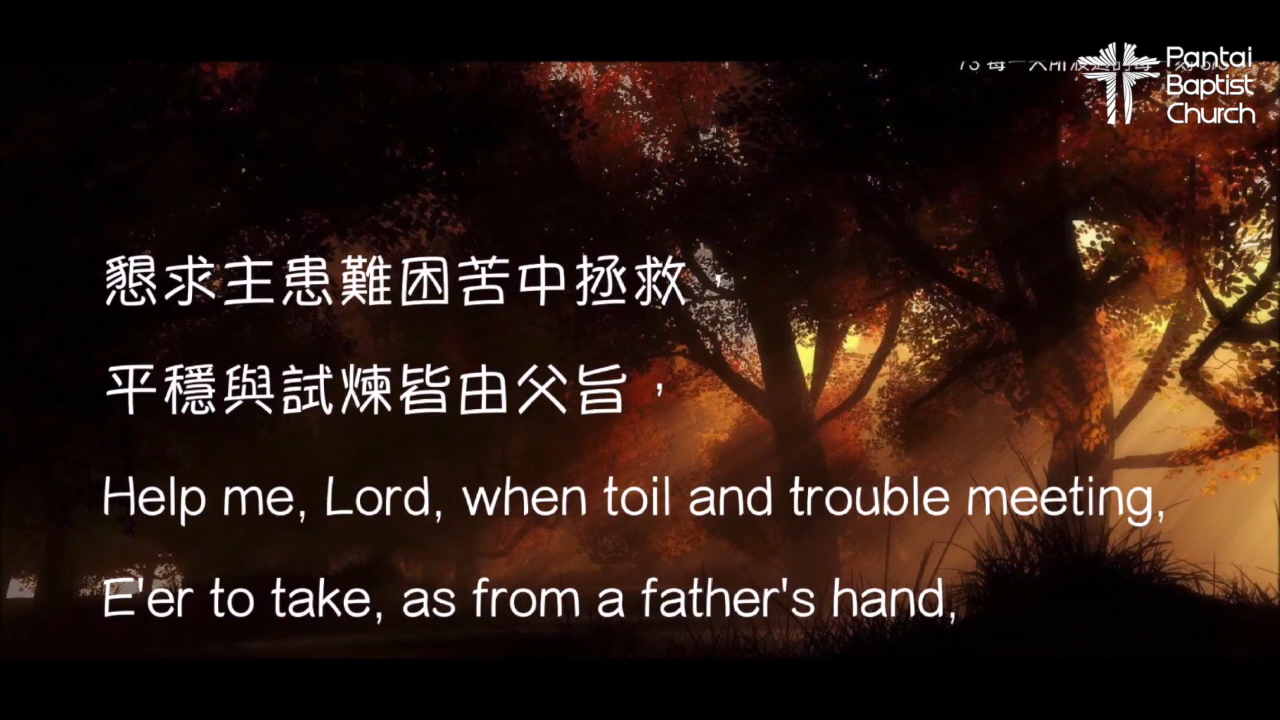 Pantai
Baptist
Church
懇求主患難困苦中拯救，
平穩與試煉皆由父旨，
Help me, Lord, when toil and trouble meeting,
E'er to take, as from a father's hand,